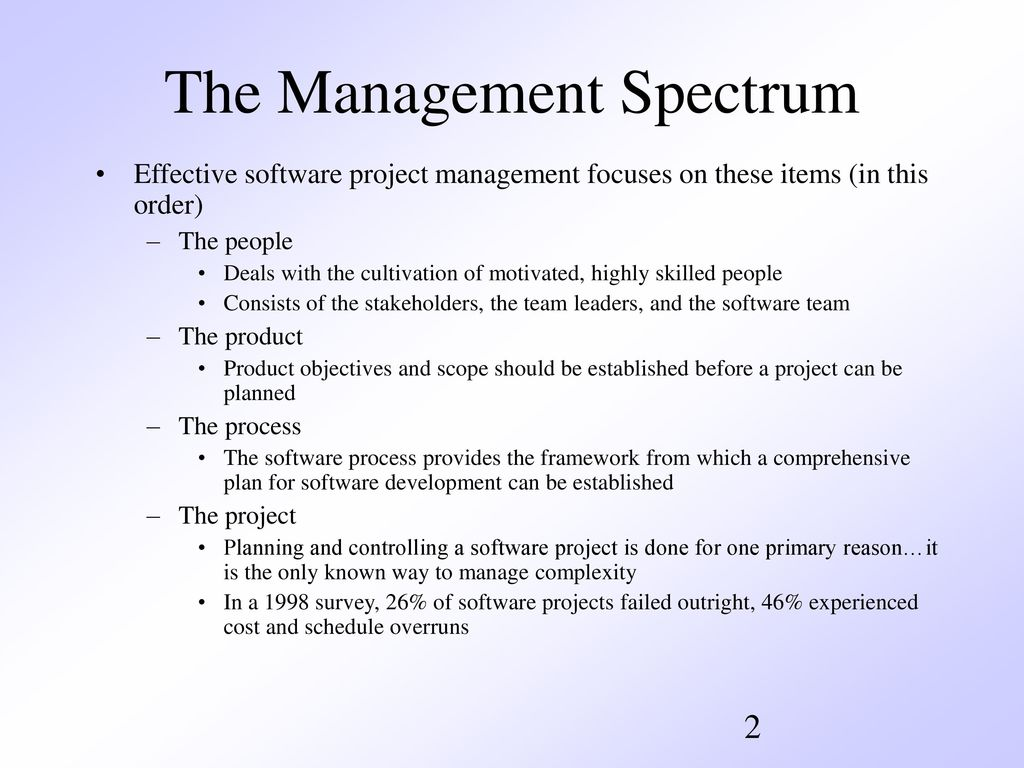 The Management Spectrum
• Effective software project management focuses on these items (in this
order)
– The people
• Deals with the cultivation of motivated, highly skilled people
• Consists of the stakeholders, the team leaders, and the software team
– The product
• Product objectives and scope should be established before a project can be
planned
– The process
• The software process provides the framework from which a comprehensive
plan for software development can be established
– The project
• Planning and controlling a software project is done for one primary reason…it
is the only known way to manage complexity
• In a 1998 survey, 26% of software projects failed outright, 46% experienced
cost and schedule overruns
2